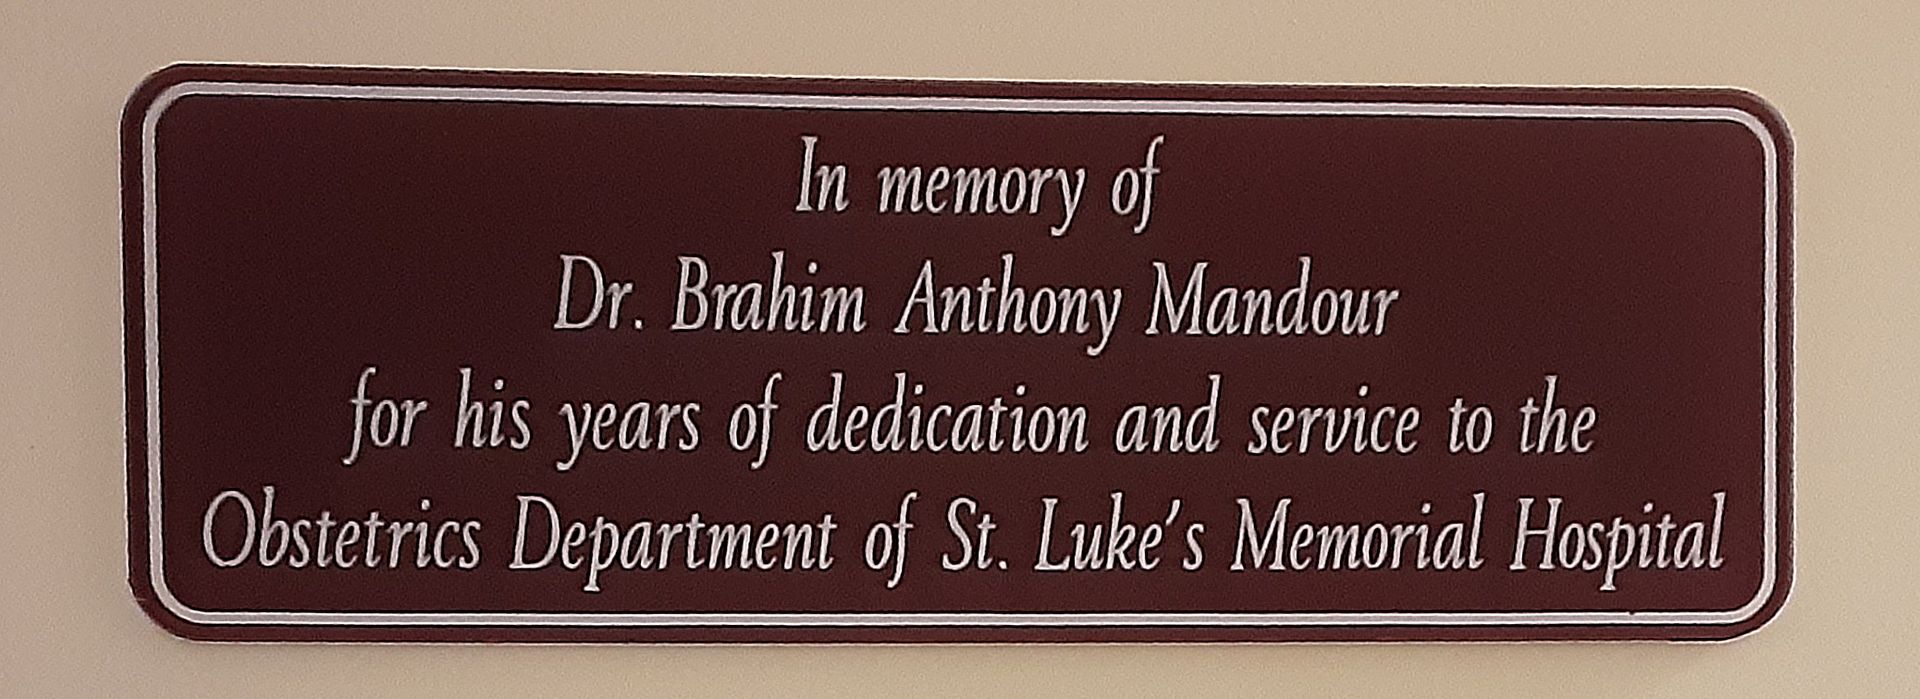 In memory of
Dr. Brahim Anthony Mandour
for his years of dedication and service to the
Obstetrics Department of St. Luke's Memorial Hospital